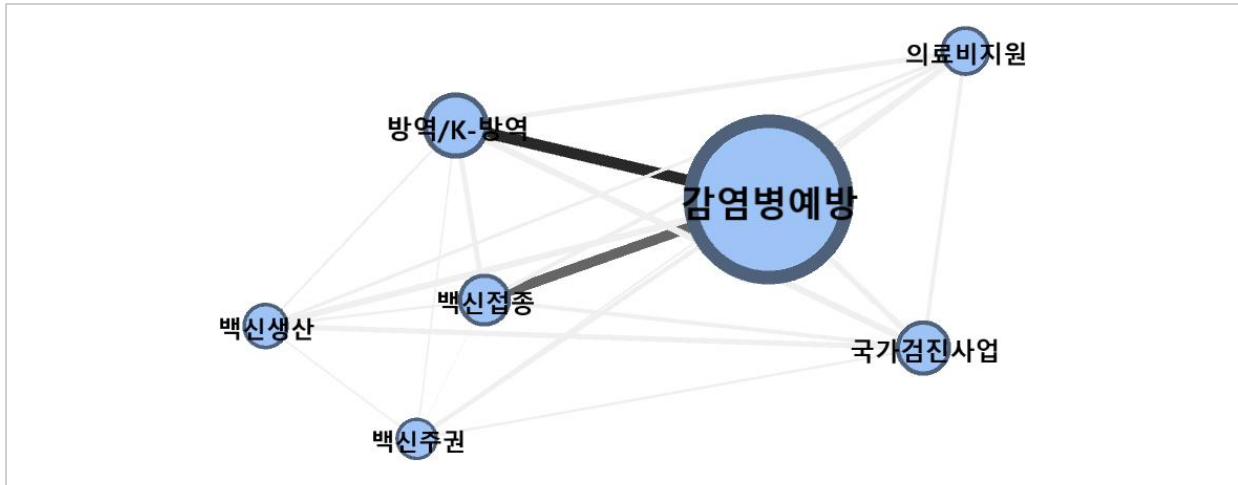 의료비지원
방역/K-방역
감염병예방
백신접종
백신생산
국가검진사업
백신주권